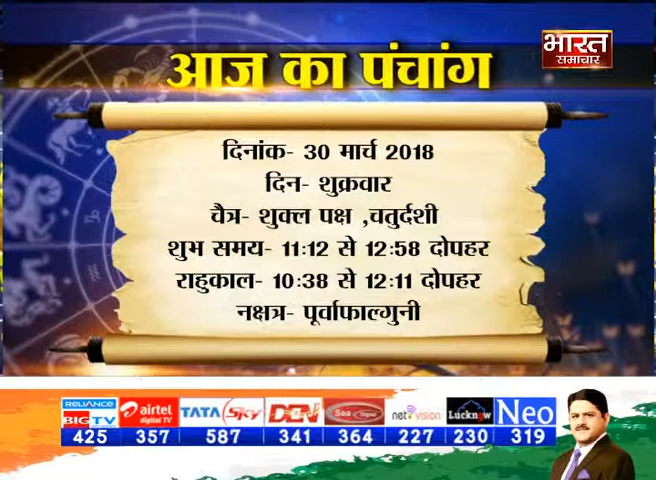 भारत
समाचार
आज का पंचांग
दिनांक- 30 मार्च 2018
दिन- शुक्रवार
चैत्र- शुक्ल पक्ष ,चतुर्दशी
शुभ समय- 11:12 से 12:58 दोपहर
राहुकाल- 10:38 से 12:11 दोपहर
नक्षत्र- पूर्वाफाल्गुनी
RELIANCE BIG TV 425
airtel digital TV 357
TATA SKY 587
DEN 341
Sea Digital 364
net vision 227
Lucknow 230
Neo 319